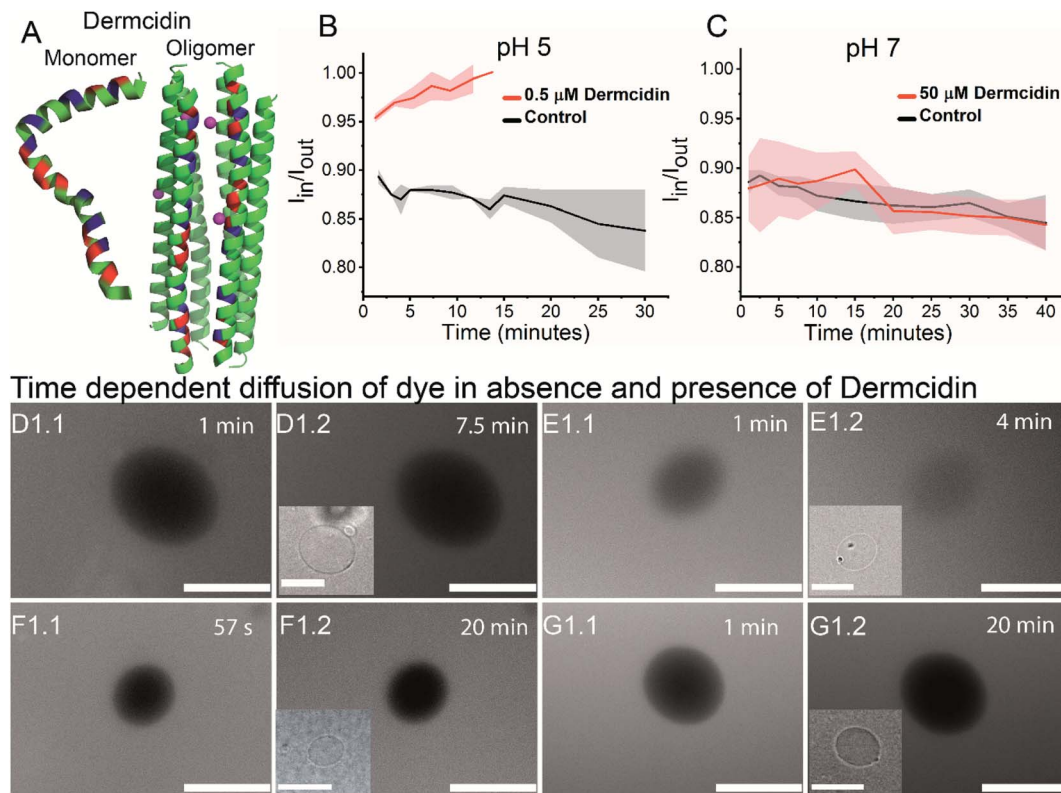 A
Dermcidin
Monomer
Oligomer
B
pH 5
1.00
0.95
0.90
0.85
0.80
I_in/I_out
0.5 μM Dermcidin
Control
0 5 10 15 20 25 30
Time (minutes)
C
pH 7
1.00
0.95
0.90
0.85
0.80
I_in/I_out
50 μM Dermcidin
Control
0 5 10 15 20 25 30 35 40
Time (minutes)
Time dependent diffusion of dye in absence and presence of Dermcidin
D1.1 1 min
D1.2 7.5 min
E1.1 1 min
E1.2 4 min
F1.1 57 s
F1.2 20 min
G1.1 1 min
G1.2 20 min